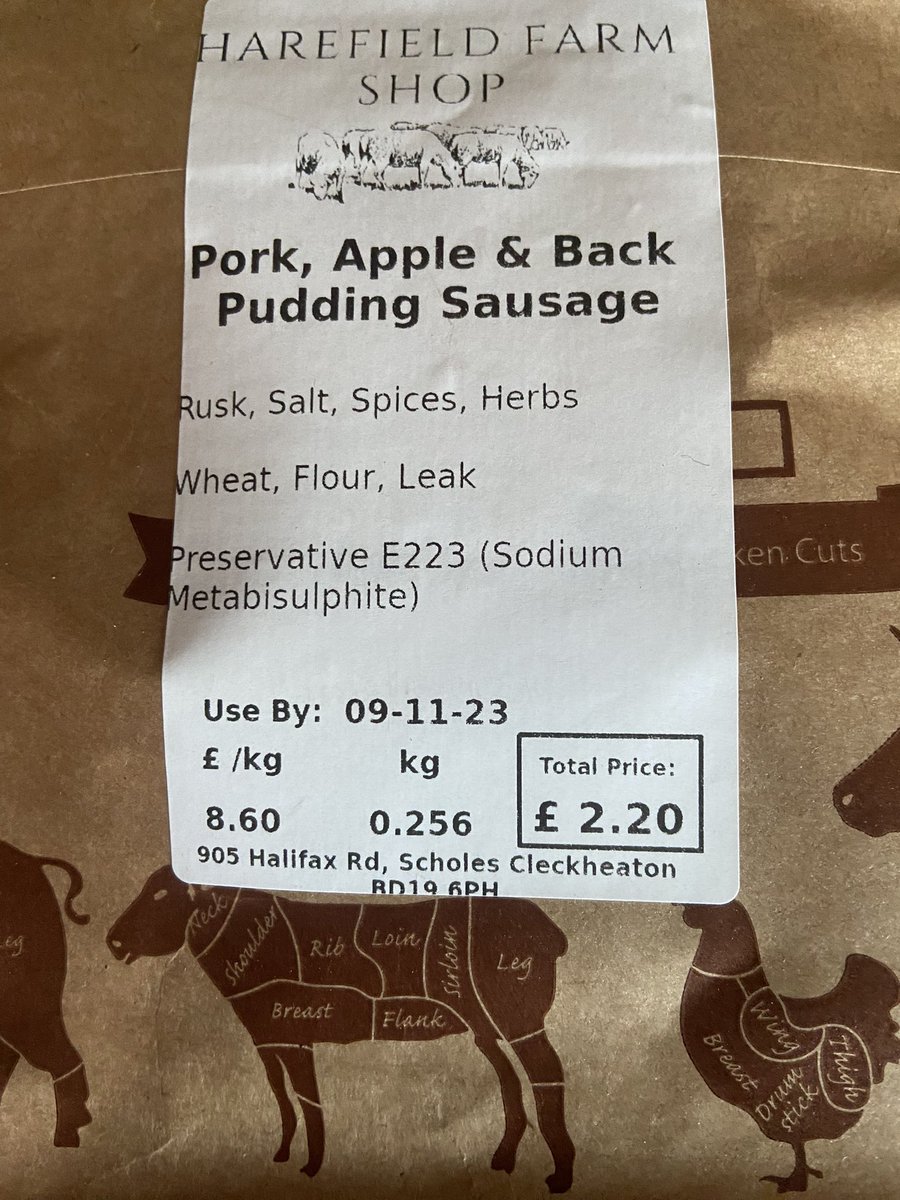 HAREFIELD FARM
SHOP
Pork, Apple & Back
Pudding Sausage
Rusk, Salt, Spices, Herbs
Wheat, Flour, Leak
Preservative E223 (Sodium
Metabisulphite)
ken Cuts
Use By: 09-11-23
£ /kg kg Total Price:
8.60 0.256 £ 2.20
905 Halifax Rd, Scholes Cleckheaton
BD19 6PH
eg
Neck
Shoulder
Rib
Loin
Sirloin
Leg
Breast
Flank
Wing
Breast
Thigh
Drum
stick